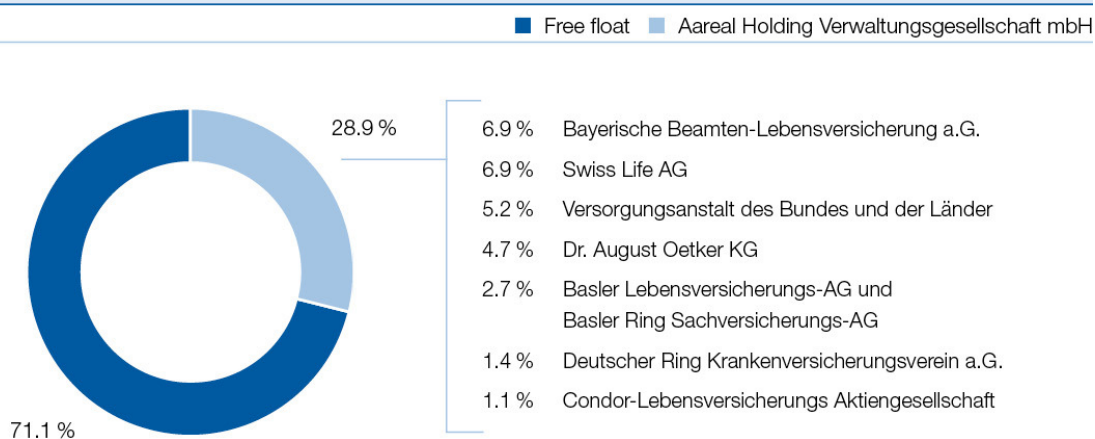 Free float Aareal Holding Verwaltungsgesellschaft mbH
28.9 %
6.9 % Bayerische Beamten-Lebensversicherung a.G.
6.9 % Swiss Life AG
5.2 % Versorgungsanstalt des Bundes und der Länder
4.7 % Dr. August Oetker KG
2.7 % Basler Lebensversicherungs-AG und
Basler Ring Sachversicherungs-AG
1.4 % Deutscher Ring Krankenversicherungsverein a.G.
1.1 % Condor-Lebensversicherungs Aktiengesellschaft
71.1 %